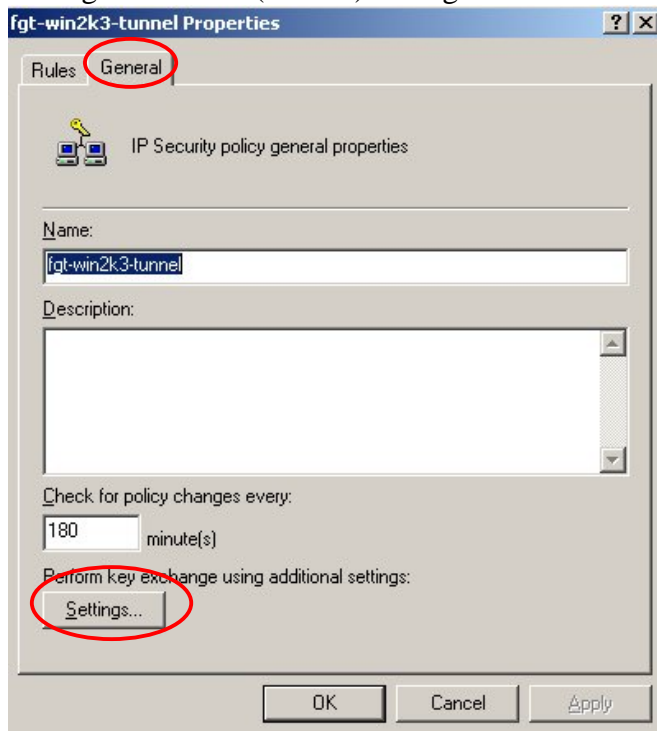 fgt-win2k3-tunnel Properties
Rules General
IP Security policy general properties
Name:
fgt-win2k3-tunnel
Description:
Check for policy changes every:
180 minute(s)
Perform key exchange using additional settings:
Settings...
OK Cancel Apply